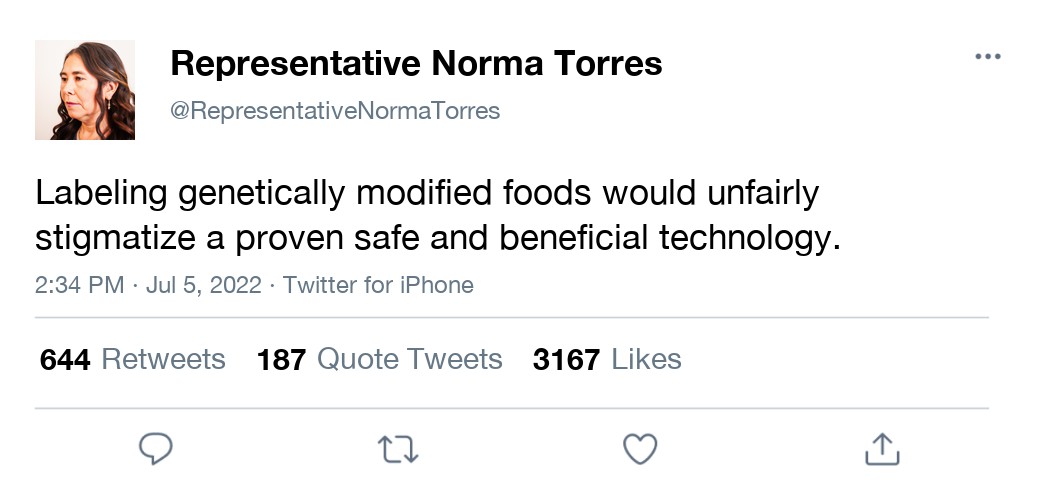 Representative Norma Torres
@RepresentativeNormaTorres
Labeling genetically modified foods would unfairly
stigmatize a proven safe and beneficial technology.
2:34 PM · Jul 5, 2022 · Twitter for iPhone
644 Retweets 187 Quote Tweets 3167 Likes